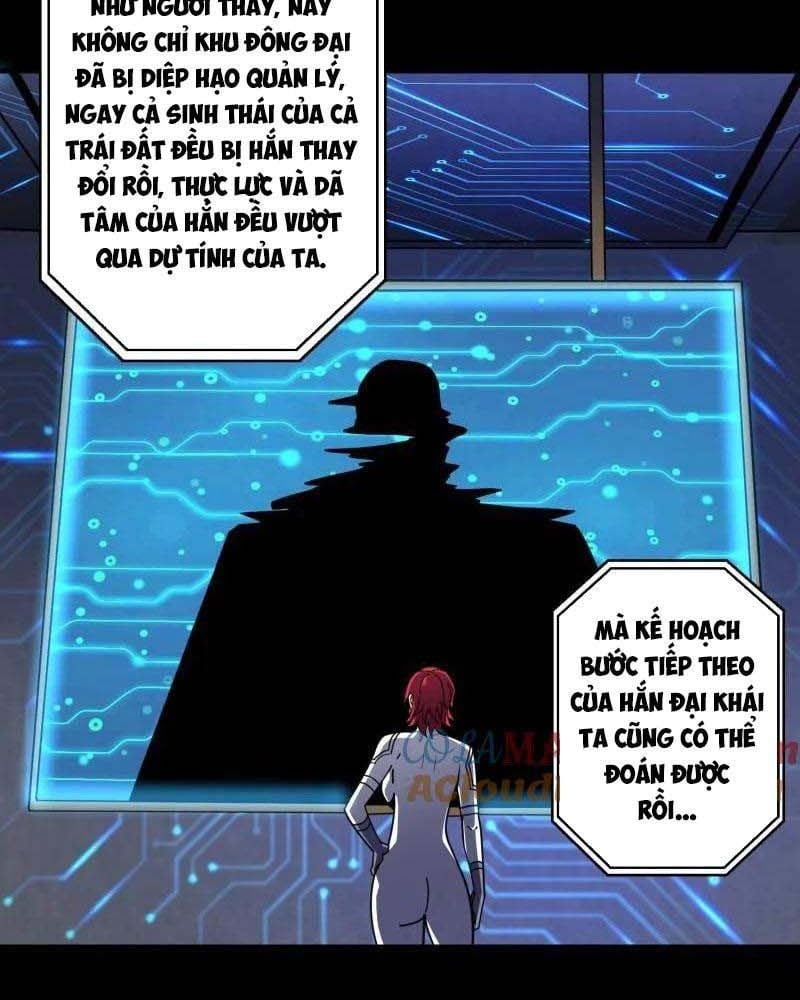 NHƯ NGƯƠI THẤY, NAY
KHÔNG CHỈ KHU ĐÔNG ĐẠI
ĐÃ BỊ DIỆP HẠO QUẢN LÝ,
NGAY CẢ SINH THÁI CỦA CẢ
TRÁI ĐẤT ĐỀU BỊ HẮN THAY
ĐỔI RỒI, THỰC LỰC VÀ DÃ
TÂM CỦA HẮN ĐỀU VƯỢT
QUA DỰ TÍNH CỦA TA.
MÀ KẾ HOẠCH
BƯỚC TIẾP THEO
CỦA HẮN ĐẠI KHÁI
TA CŨNG CÓ THỂ
ĐOÁN ĐƯỢC
RỒI...